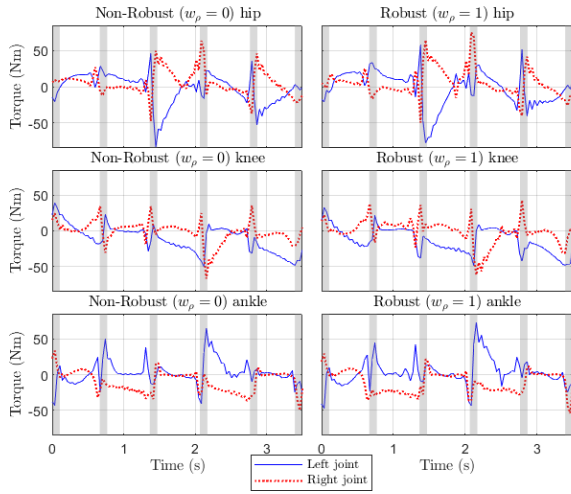 Non-Robust (wρ = 0) hip
Robust (wρ = 1) hip
Torque (Nm)
50
0
-50
Non-Robust (wρ = 0) knee
Robust (wρ = 1) knee
Torque (Nm)
50
0
-50
Non-Robust (wρ = 0) ankle
Robust (wρ = 1) ankle
Torque (Nm)
50
0
-50
0 1 2 3
0 1 2 3
Time (s)
Time (s)
Left joint
Right joint